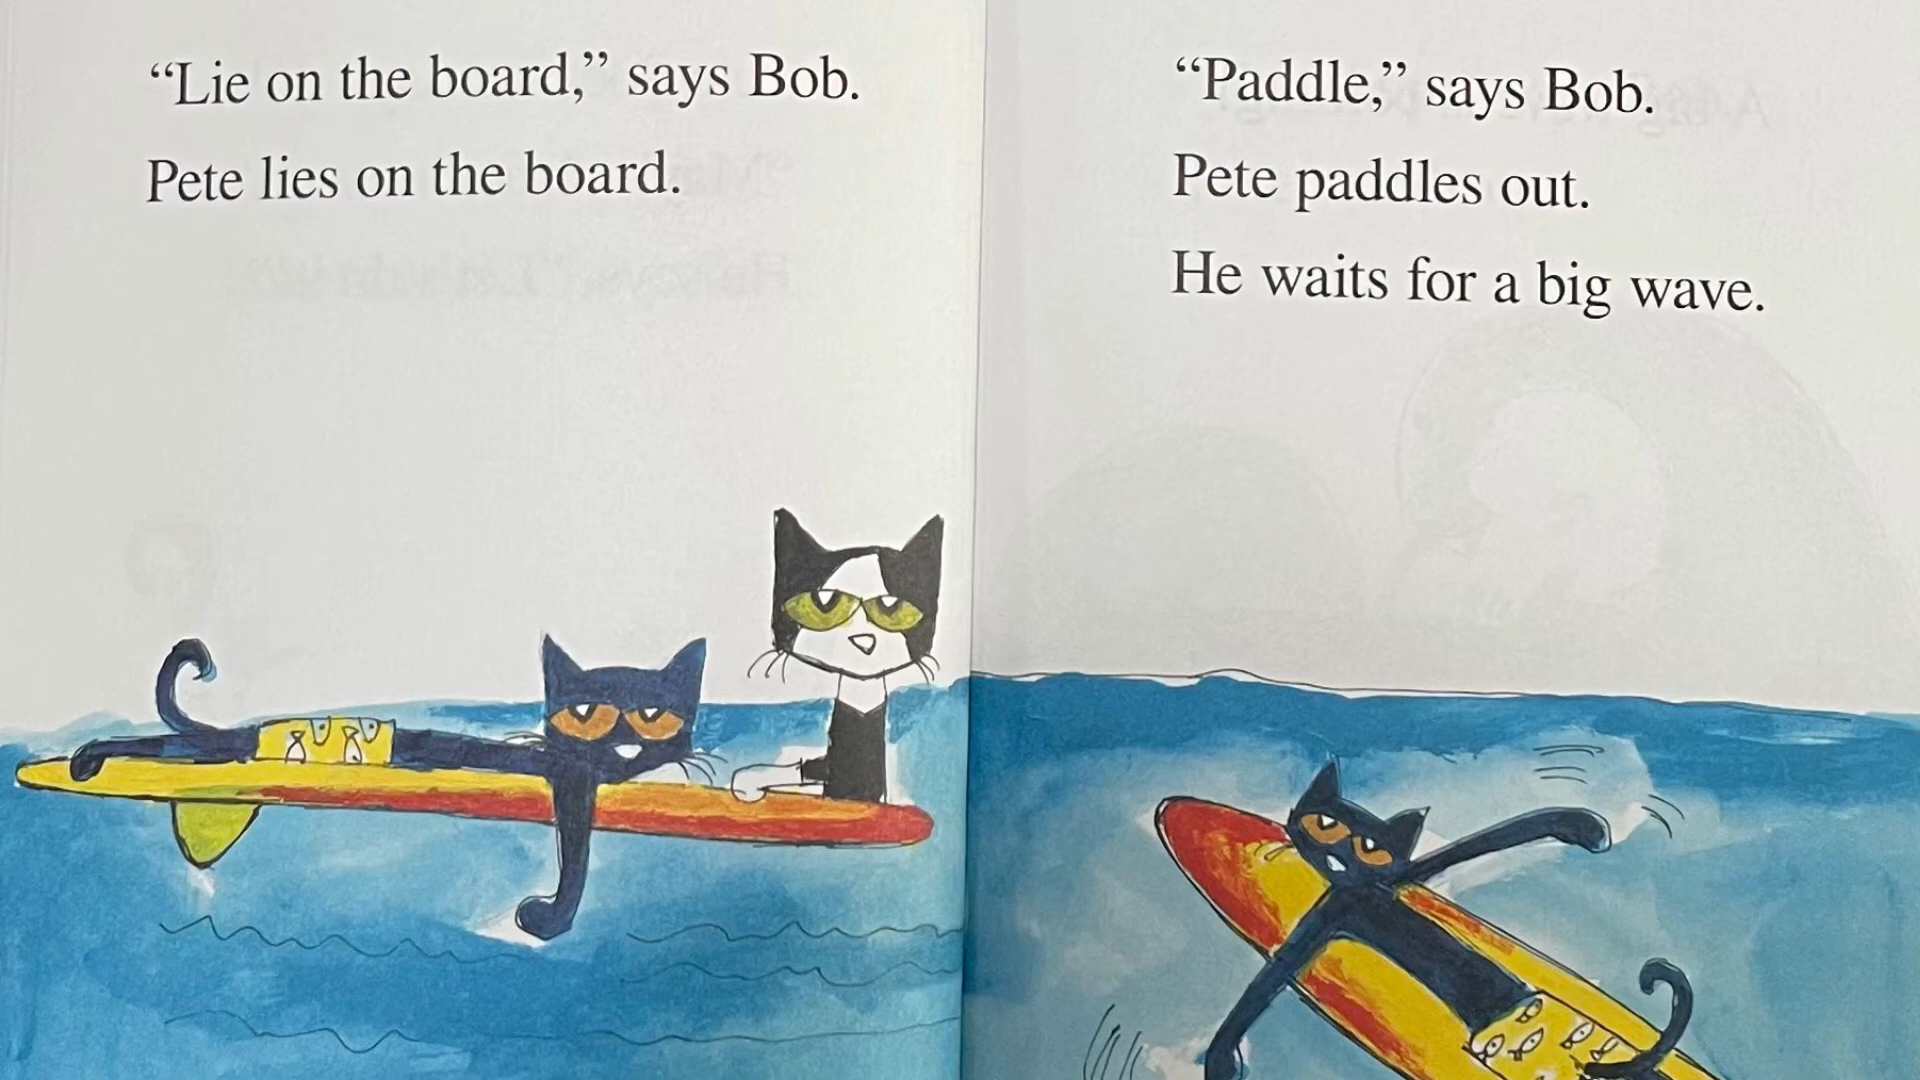 “Lie on the board,” says Bob.
Pete lies on the board.
“Paddle,” says Bob.
Pete paddles out.
He waits for a big wave.